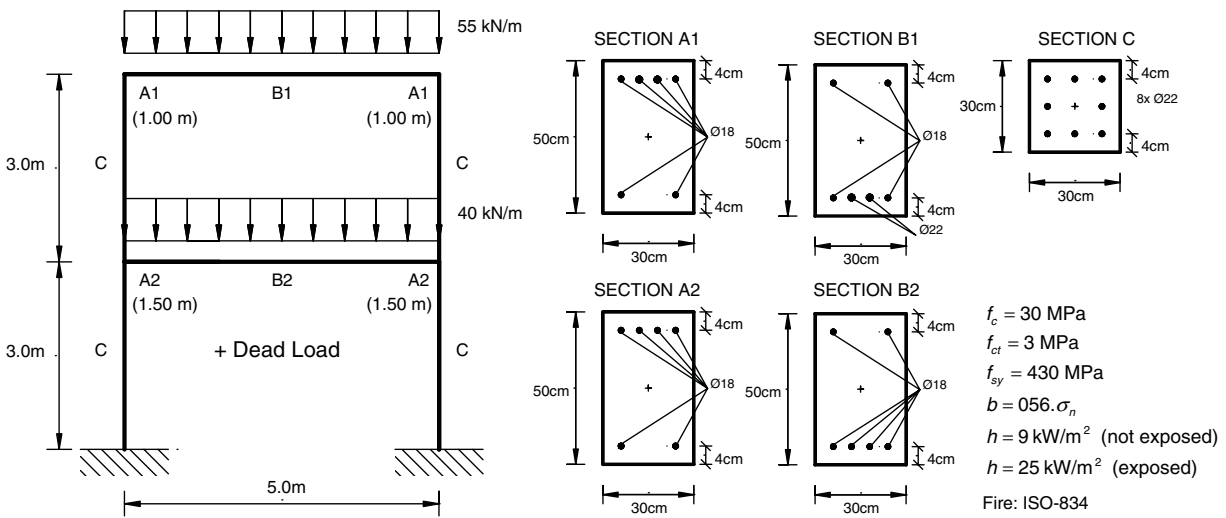 55 kN/m
A1
(1.00 m)
B1
A1
(1.00 m)
3.0m
C
C
40 kN/m
A2
(1.50 m)
B2
A2
(1.50 m)
3.0m
C
+ Dead Load
C
5.0m
SECTION A1
4cm
50cm
Ø18
4cm
30cm
SECTION B1
4cm
50cm
Ø18
4cm
Ø22
30cm
SECTION C
4cm
30cm
8x Ø22
4cm
30cm
SECTION A2
4cm
50cm
Ø18
4cm
30cm
SECTION B2
4cm
50cm
Ø18
4cm
30cm
f_c = 30 MPa
f_ct = 3 MPa
f_sy = 430 MPa
b = 056.σ_n
h = 9 kW/m² (not exposed)
h = 25 kW/m² (exposed)
Fire: ISO-834